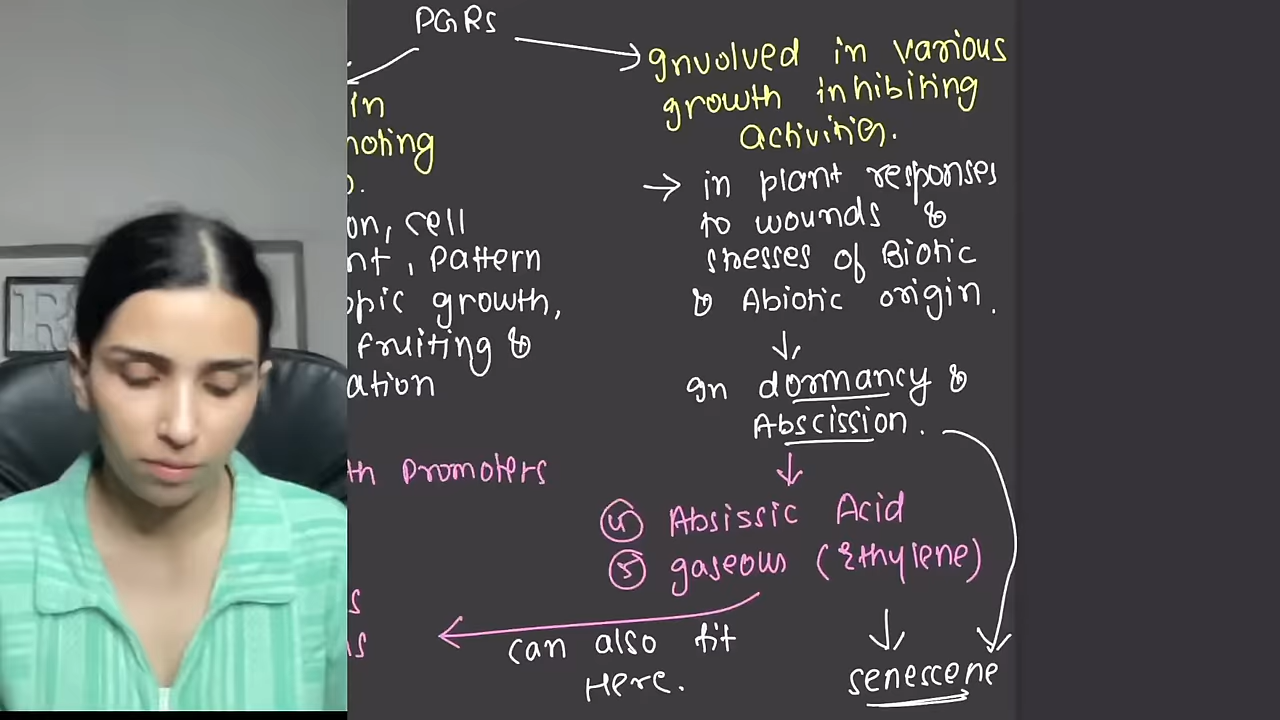 PGRs
in
noting
on, cell
nt, Pattern
opic growth,
fruiting &
ation
th Promoters
s
Involved in various
growth inhibiting
activities.
→ in plant responses
to wounds &
stresses of Biotic
& Abiotic origin.
↓
In dormancy &
Abscission.
↓
④ Absissic Acid
⑤ gaseous (Ethylene)
can also fit
Here.
senescene